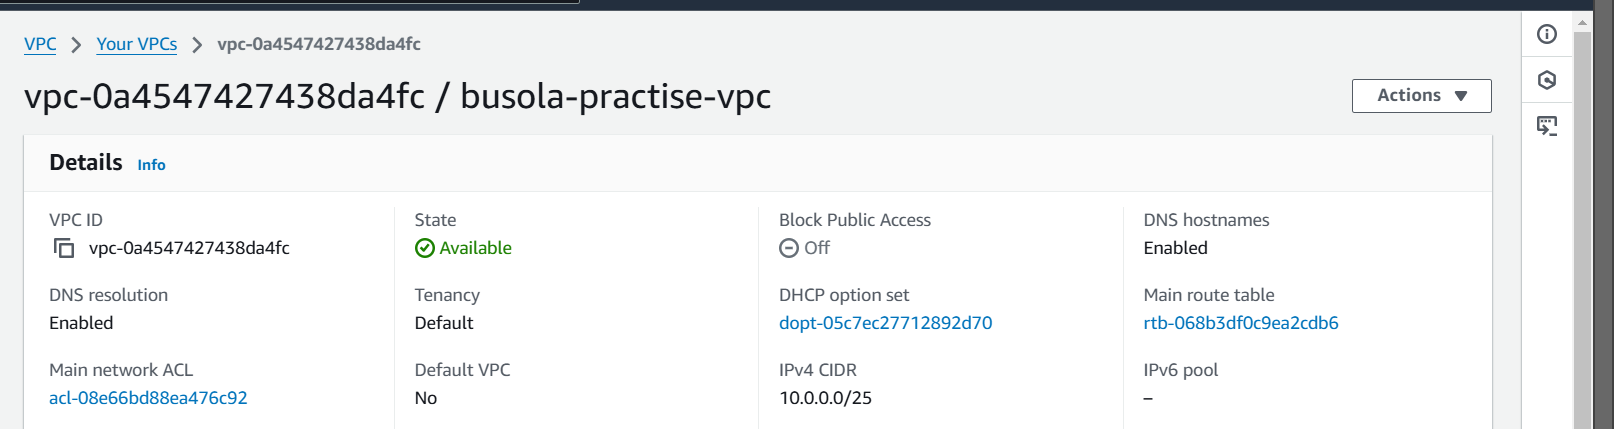 VPC > Your VPCs > vpc-0a4547427438da4fc
vpc-0a4547427438da4fc / busola-practise-vpc
Actions
Details Info
VPC ID
vpc-0a4547427438da4fc
State
Available
Block Public Access
Off
DNS hostnames
Enabled
DNS resolution
Enabled
Tenancy
Default
DHCP option set
dopt-05c7ec27712892d70
Main route table
rtb-068b3df0c9ea2cdb6
Main network ACL
acl-08e66bd88ea476c92
Default VPC
No
IPv4 CIDR
10.0.0.0/25
IPv6 pool
–